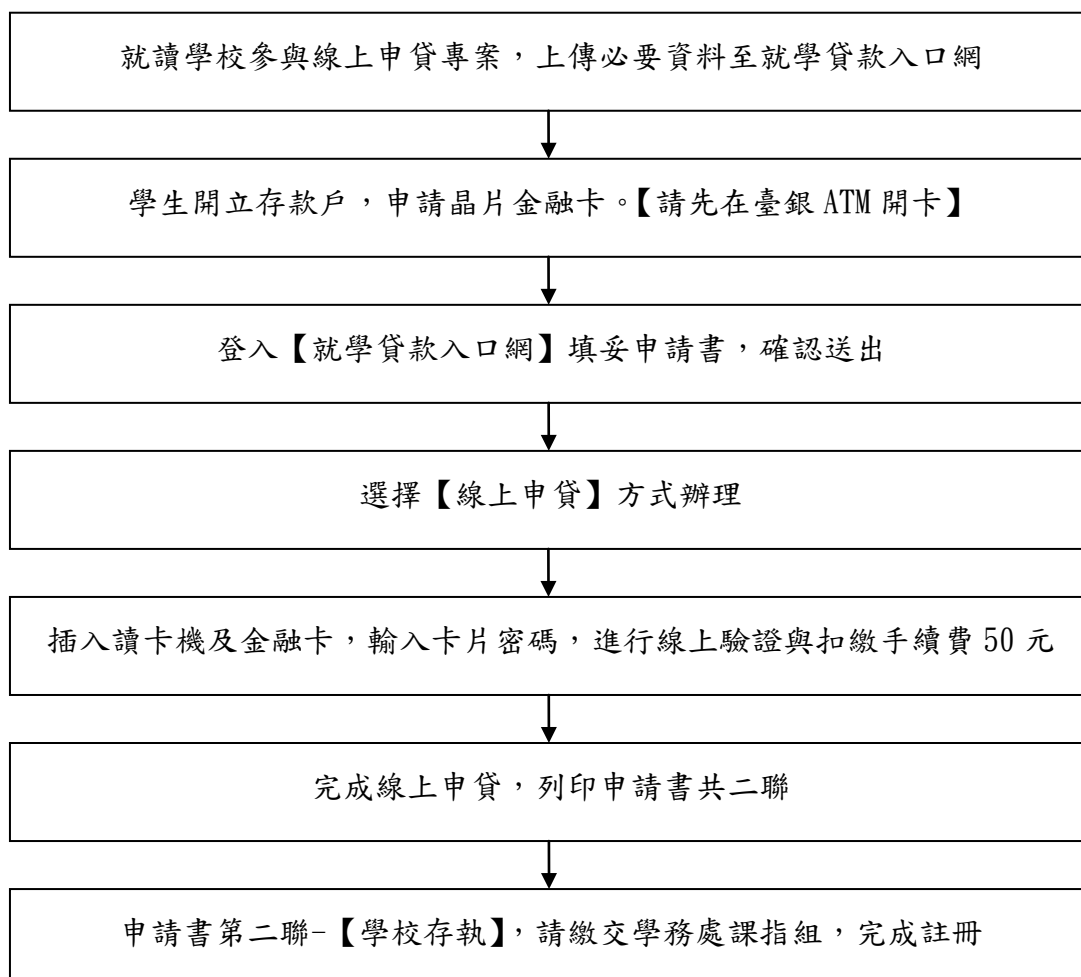 就讀學校參與線上申貸專案，上傳必要資料至就學貸款入口網
學生開立存款戶，申請晶片金融卡。【請先在臺銀 ATM 開卡】
登入【就學貸款入口網】填妥申請書，確認送出
選擇【線上申貸】方式辦理
插入讀卡機及金融卡，輸入卡片密碼，進行線上驗證與扣繳手續費 50 元
完成線上申貸，列印申請書共二聯
申請書第二聯-【學校存執】，請繳交學務處課指組，完成註冊